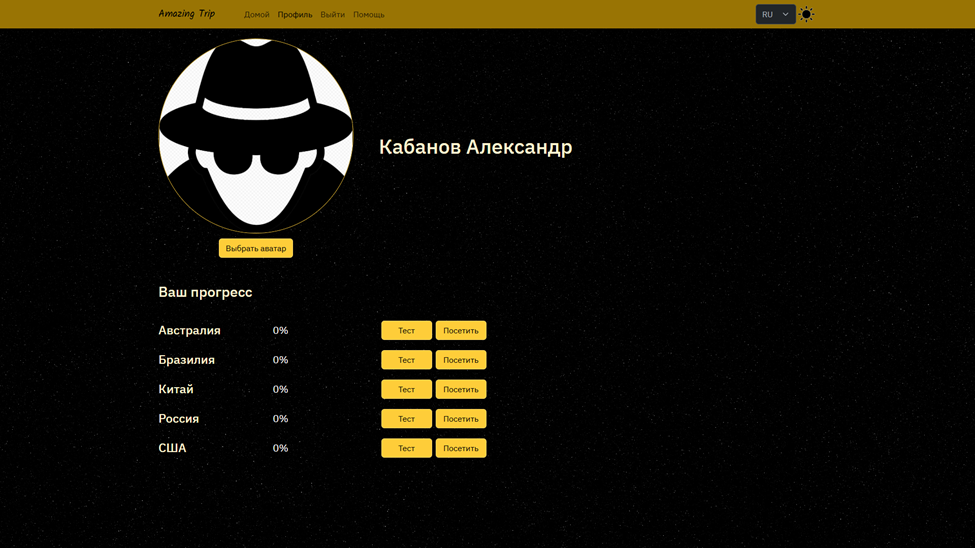 Amazing Trip Домой Профиль Выйти Помощь RU
Кабанов Александр
Выбрать аватар
Ваш прогресс
Австралия 0% Тест Посетить
Бразилия 0% Тест Посетить
Китай 0% Тест Посетить
Россия 0% Тест Посетить
США 0% Тест Посетить